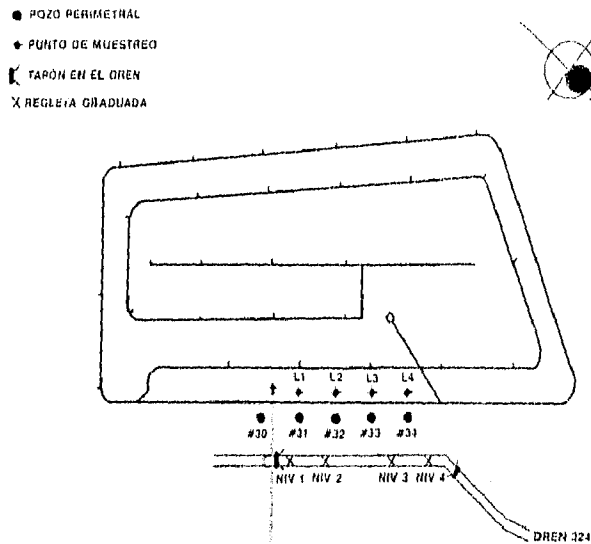 POZO PERIMETRAL
PUNTO DE MUESTREO
TAPÓN EN EL DREN
REGLETA GRADUADA
L1 L2 L3 L4
#30 #31 #32 #33 #34
NIV 1 NIV 2 NIV 3 NIV 4
DREN 324